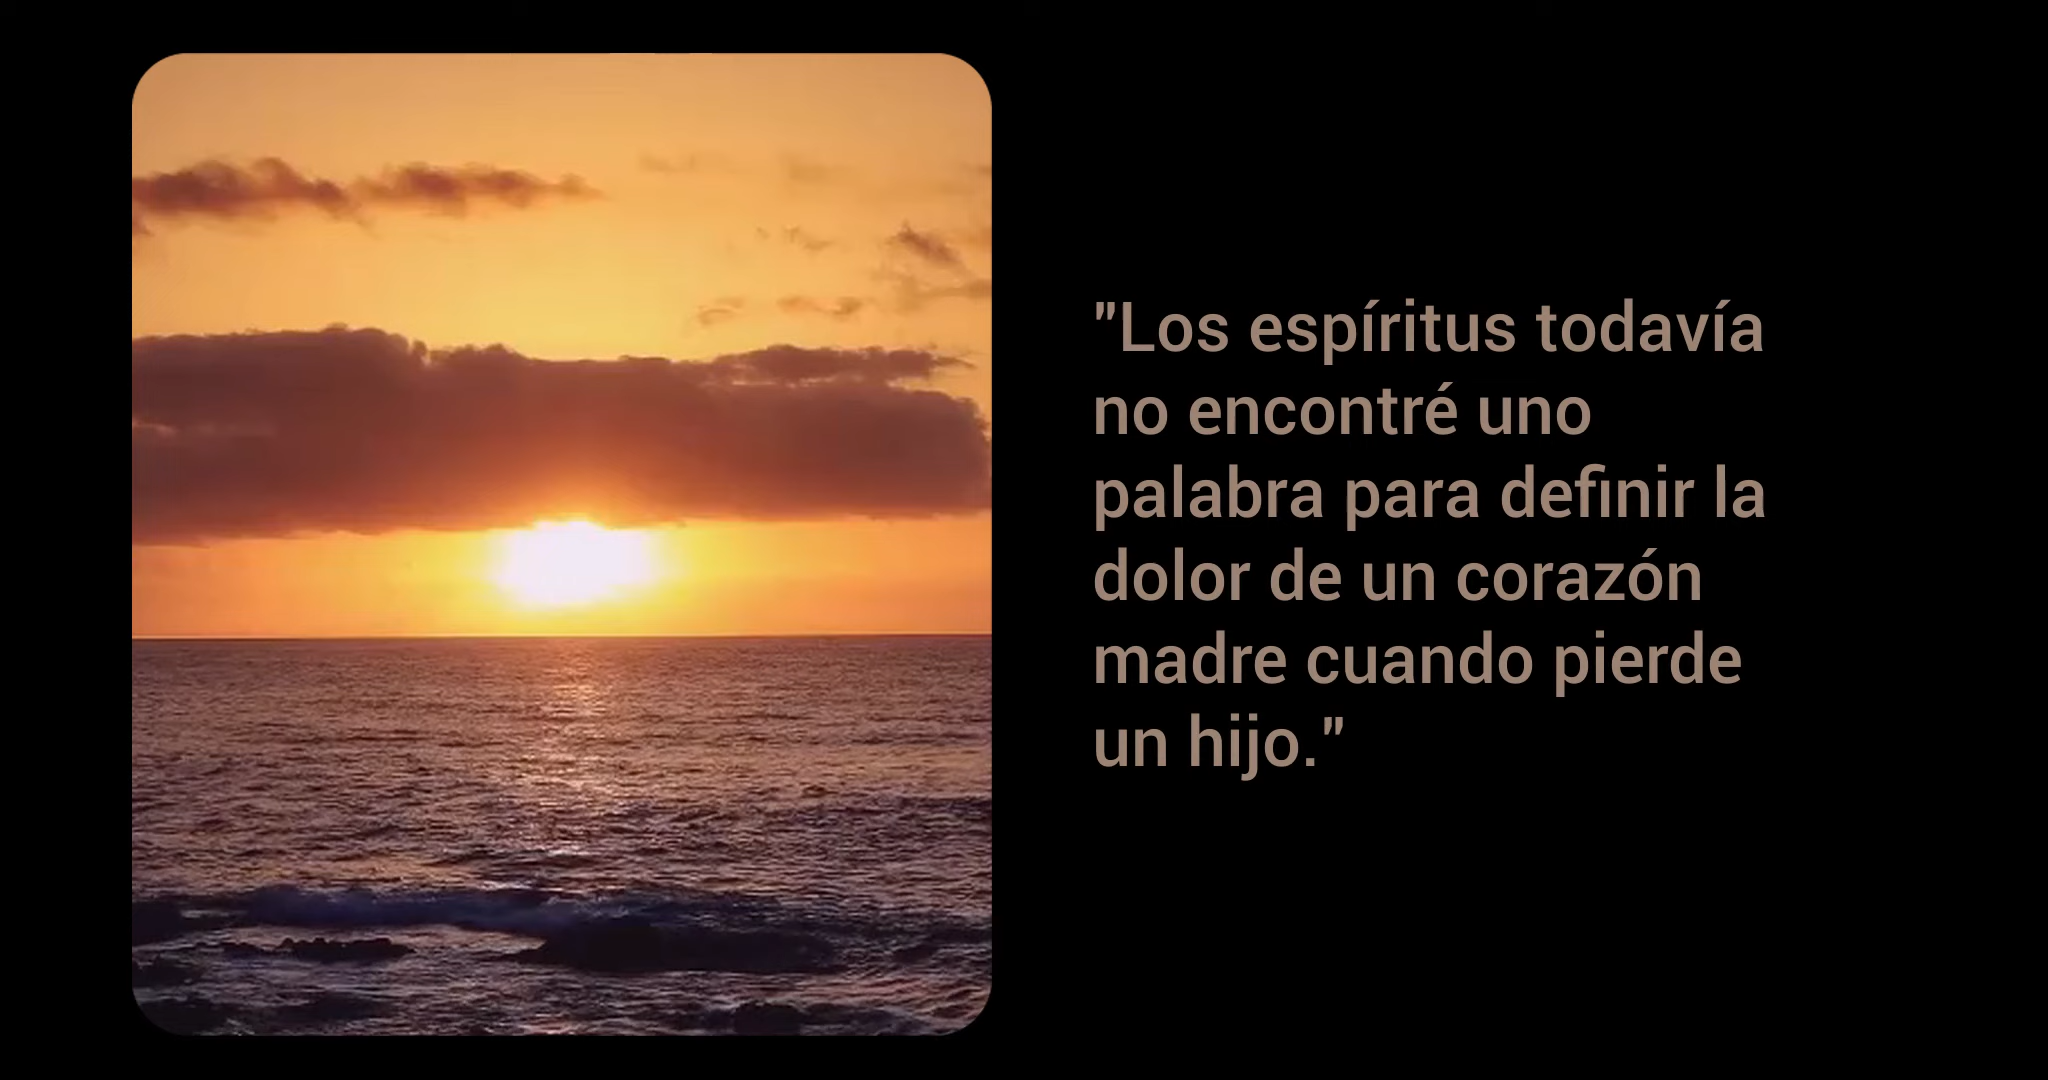 "Los espíritus todavía
no encontré uno
palabra para definir la
dolor de un corazón
madre cuando pierde
un hijo."